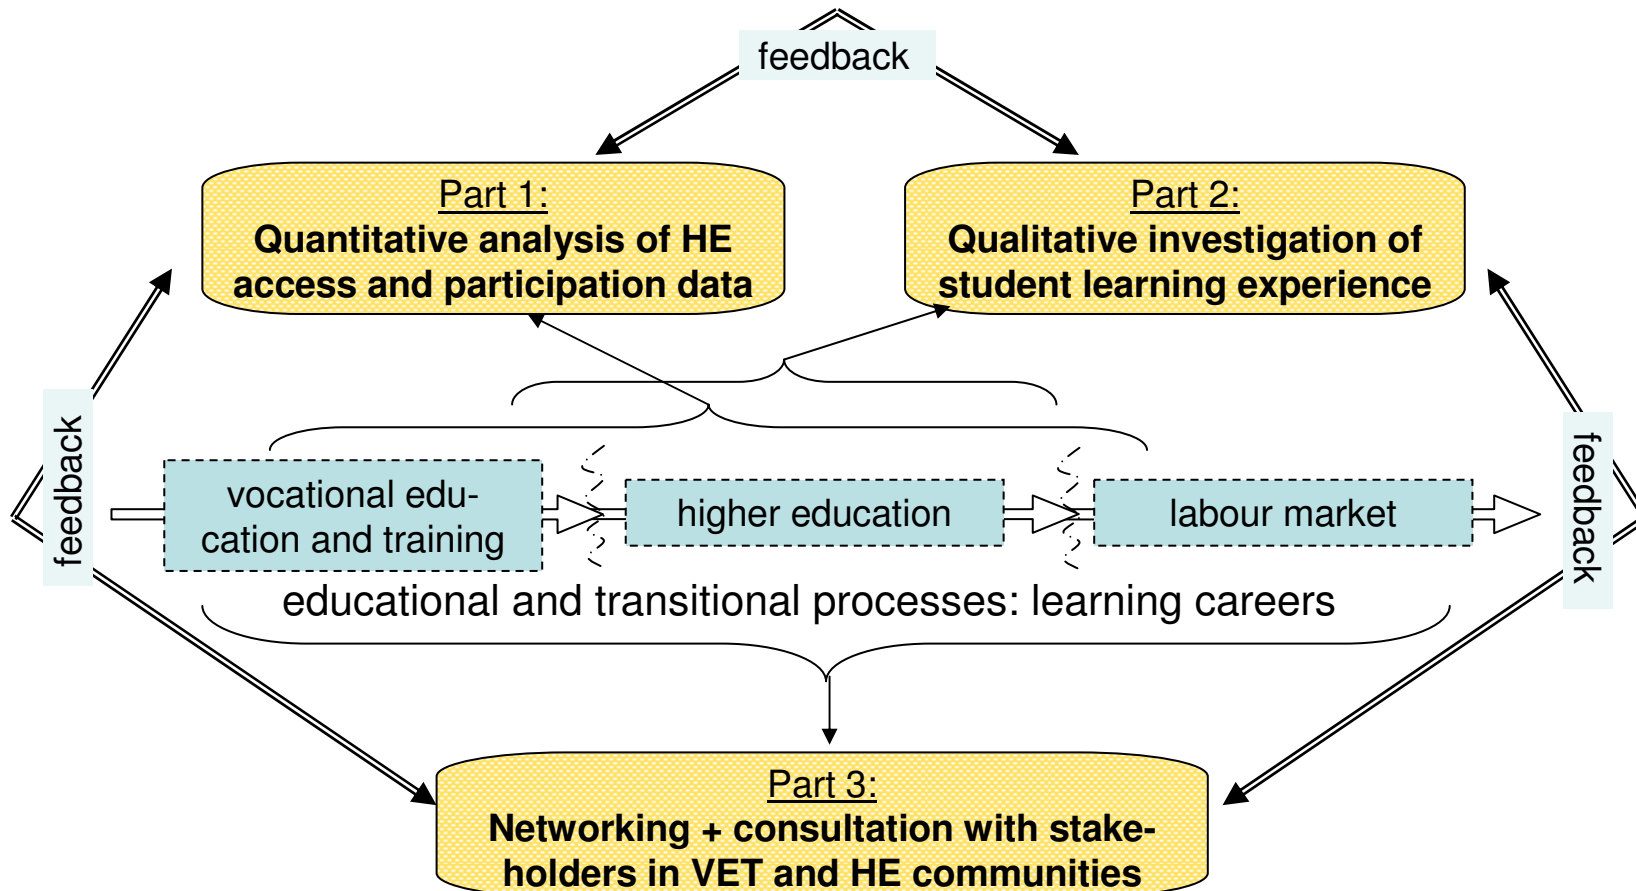 feedback
Part 1:
Quantitative analysis of HE
access and participation data
Part 2:
Qualitative investigation of
student learning experience
feedback
feedback
vocational edu-
cation and training
higher education
labour market
educational and transitional processes: learning careers
Part 3:
Networking + consultation with stake-
holders in VET and HE communities